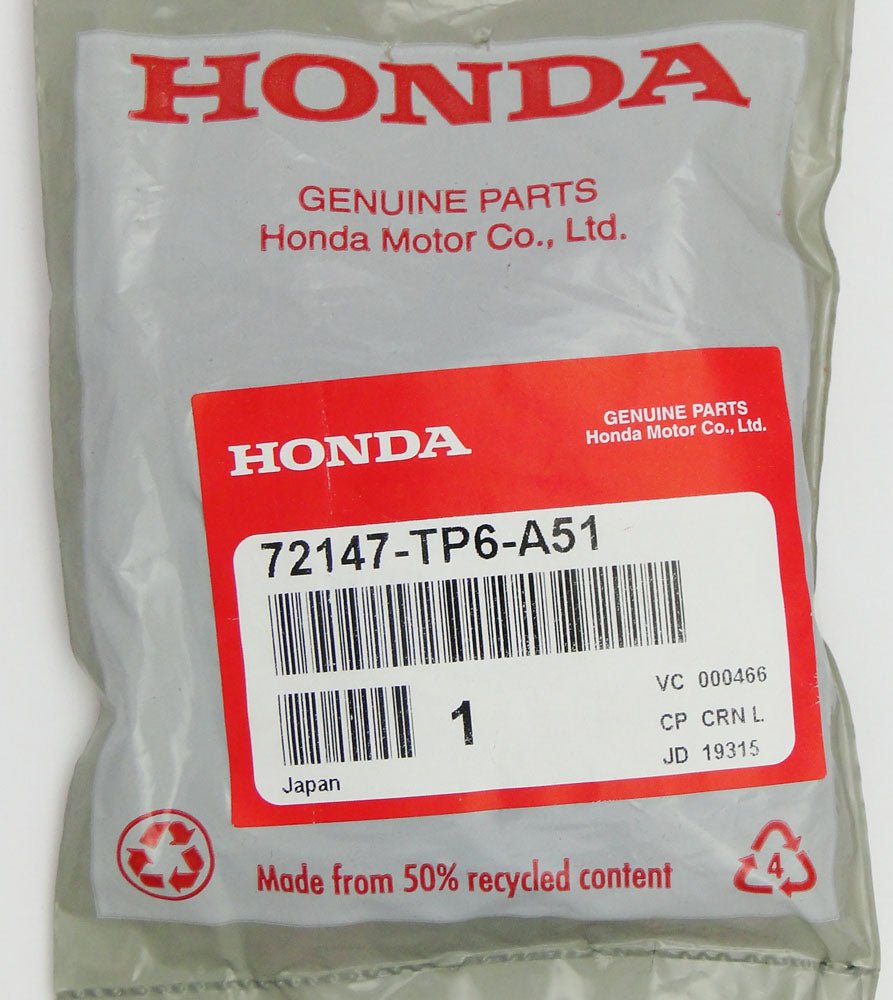 HONDA
GENUINE PARTS
Honda Motor Co., Ltd.
HONDA
GENUINE PARTS
Honda Motor Co., Ltd.
72147-TP6-A51
1
VC 000466
CP CRN L
JD 19315
Japan
Made from 50% recycled content
4